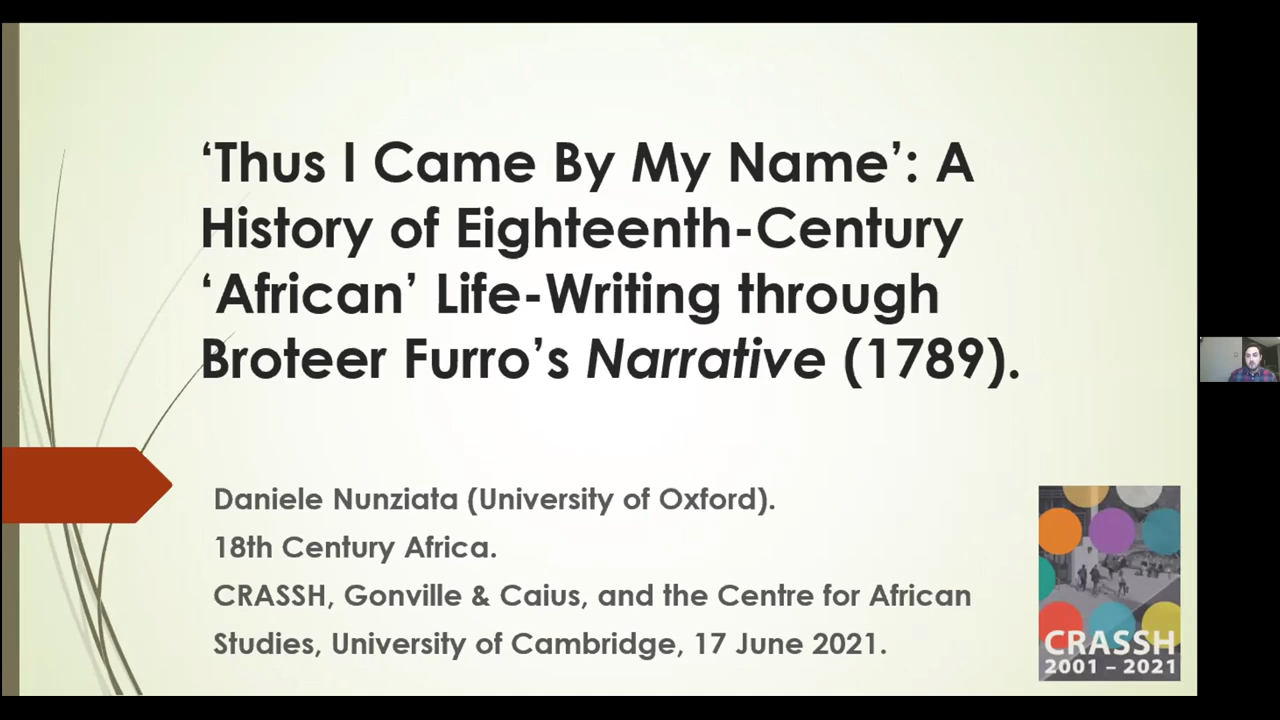 ‘Thus I Came By My Name’: A
History of Eighteenth-Century
‘African’ Life-Writing through
Broteer Furro’s Narrative (1789).
Daniele Nunziata (University of Oxford).
18th Century Africa.
CRASSH, Gonville & Caius, and the Centre for African
Studies, University of Cambridge, 17 June 2021.
CRASSH
2001 – 2021